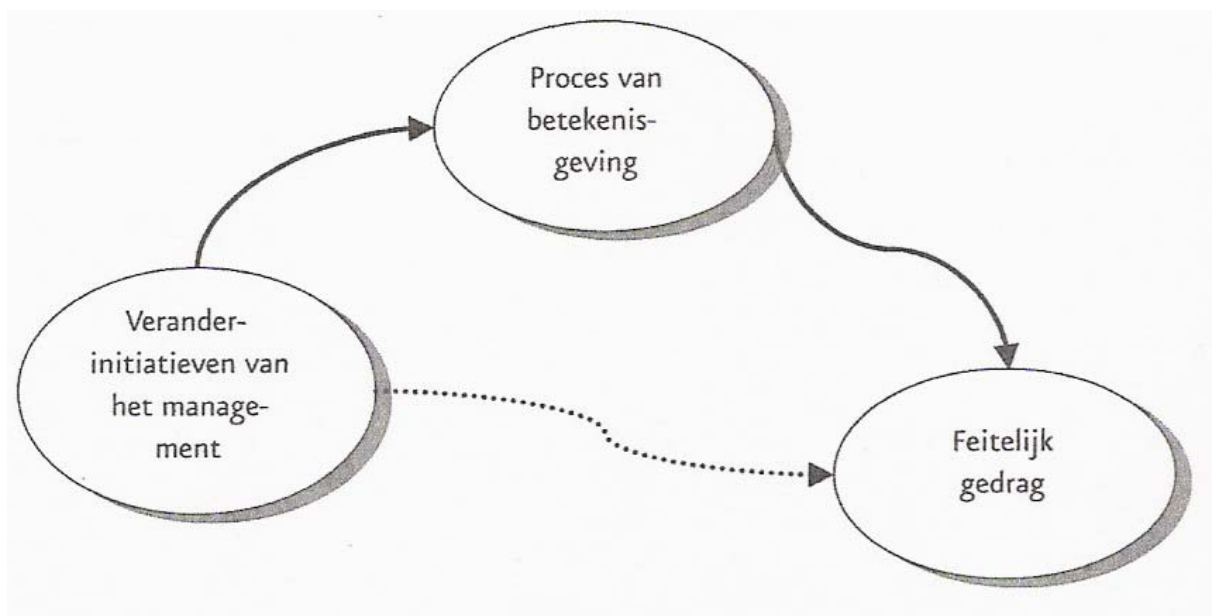 Proces van
betekenis-
geving
Verander-
initiatieven van
het manage-
ment
Feitelijk
gedrag